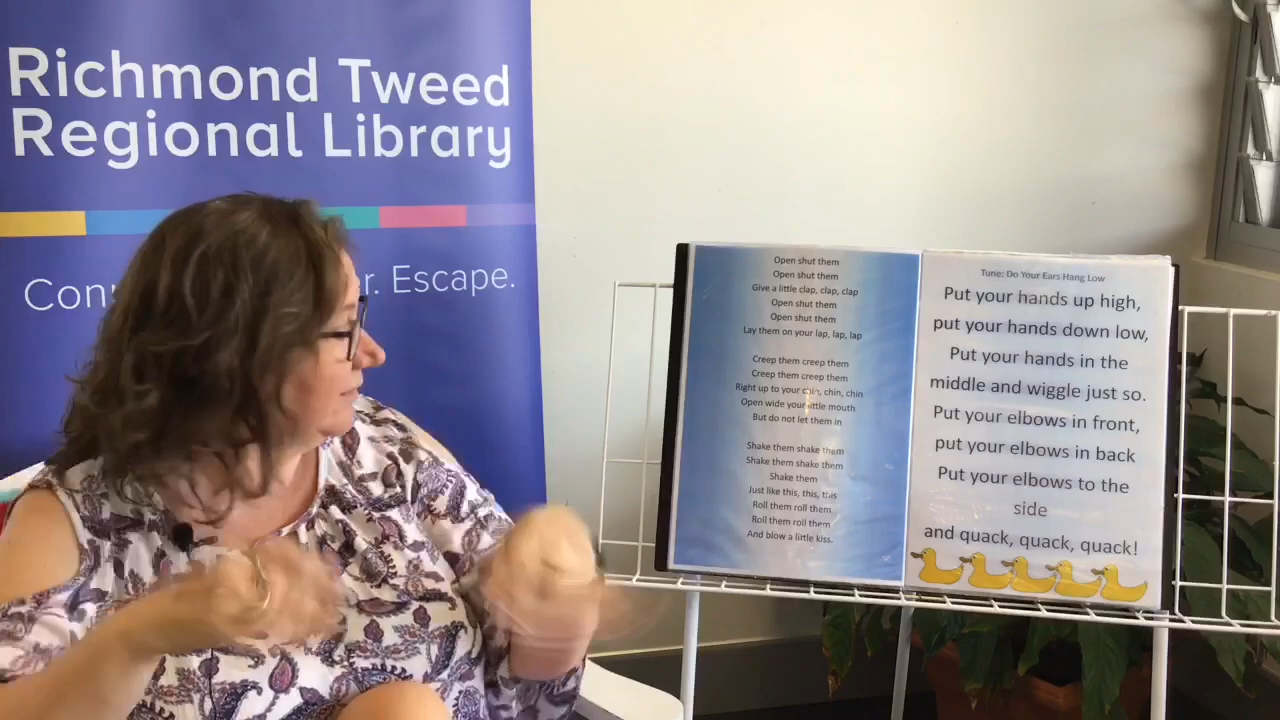 Richmond Tweed
Regional Library
Escape.
Open shut them
Open shut them
Give a little clap, clap, clap
Open shut them
Open shut them
Lay them on your lap, lap, lap
Creep them creep them
Creep them creep them
Right up to your chin, chin, chin
Open wide your little mouth
But do not let them in
Shake them shake them
Shake them shake them
Shake them
Just like this, this, this
Roll them roll them
Roll them roll them
And blow a little kiss.
Tune: Do Your Ears Hang Low
Put your hands up high,
put your hands down low,
Put your hands in the
middle and wiggle just so.
Put your elbows in front,
put your elbows in back
Put your elbows to the
side
and quack, quack, quack!